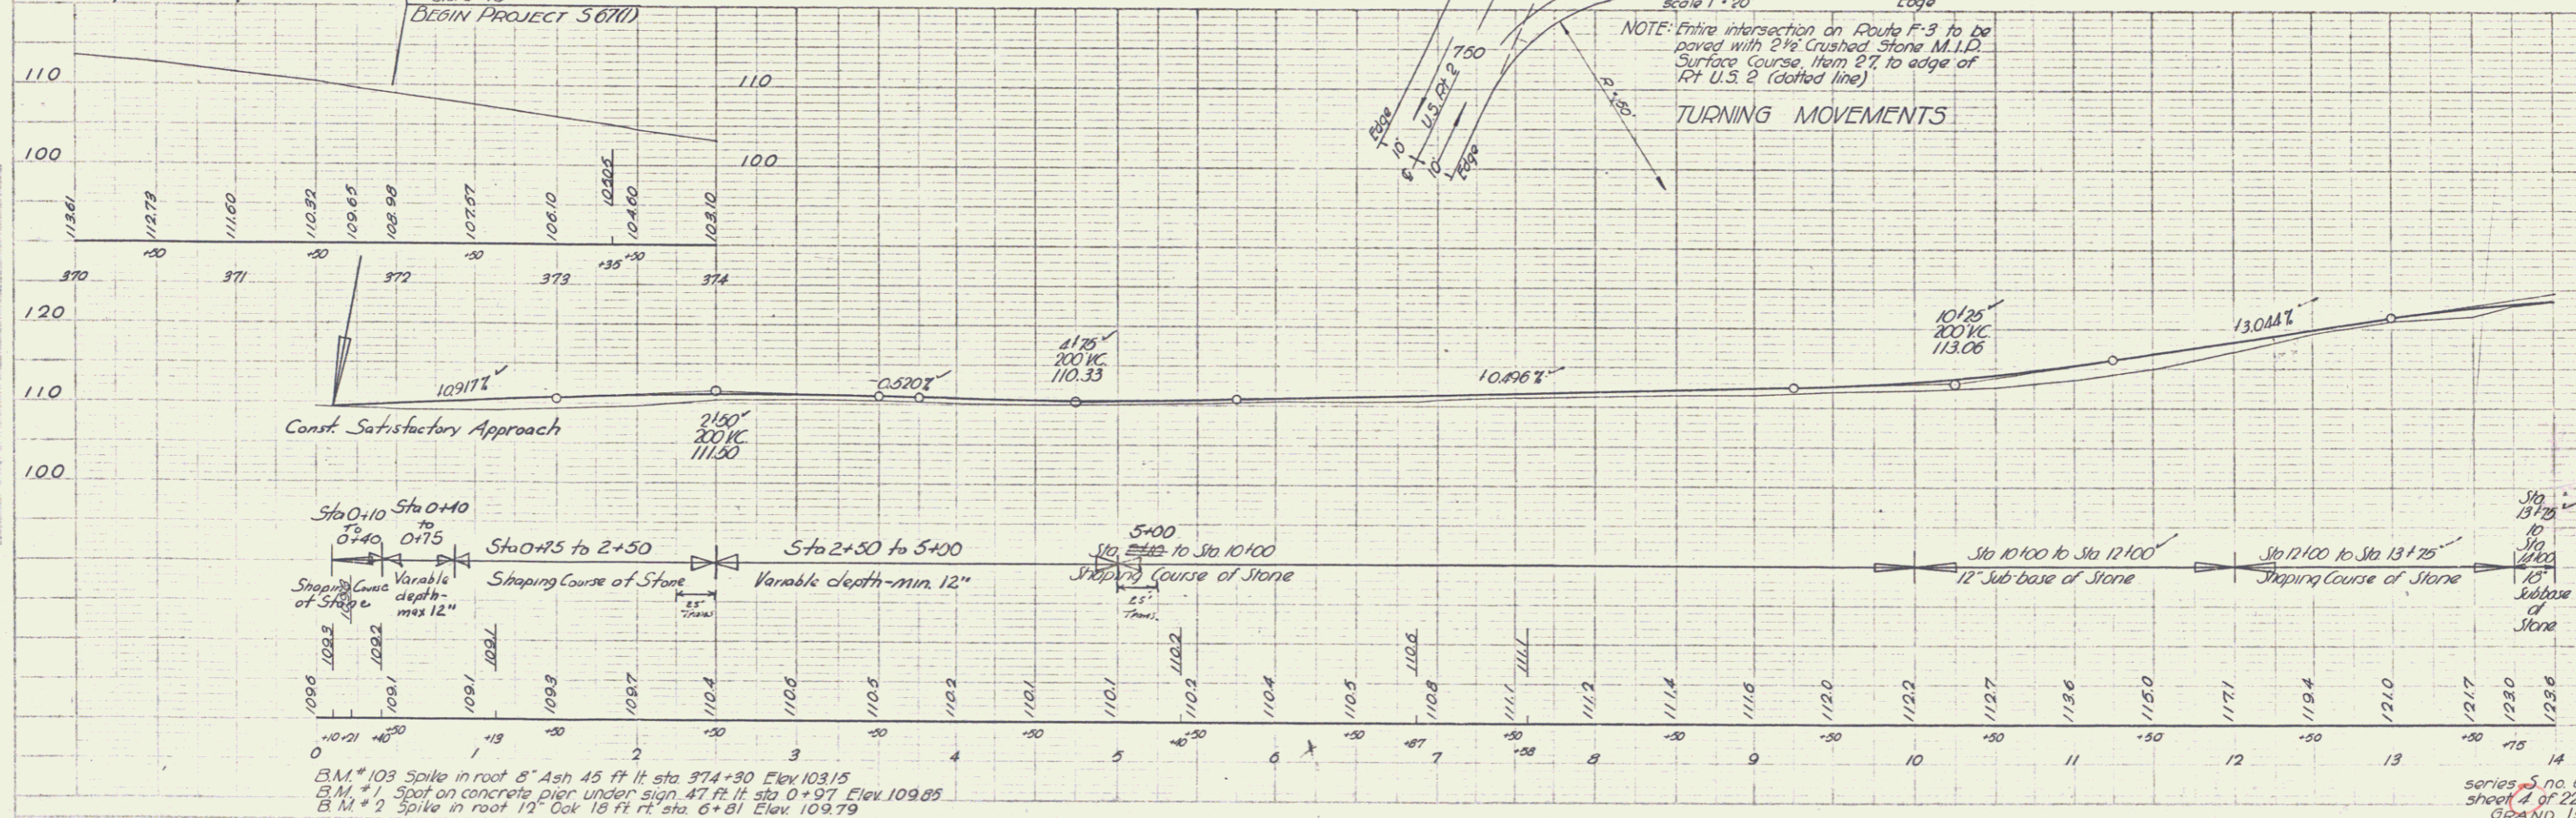 BEGIN PROJECT S 67(1)
scale 1"=20'
Edge
NOTE: Entire intersection on Route F-3 to be
paved with 2½" Crushed Stone M.I.P.
Surface Course, Item 27, to edge of
Rt U.S. 2 (dotted line)
TURNING MOVEMENTS
750
U.S. Rt 2
R=50'
Edge
10'
℄
10'
Edge
110
110
100
100
113.61
112.73
111.60
110.32
109.65
108.98
107.57
106.10
105.05
104.60
103.10
+50
+50
+50
+50
+35
+50
370
371
372
373
374
120
110
100
+0.917%
-0.520%
4+75
200' V.C.
110.33
+0.496%
10+25
200' V.C.
113.06
+3.044%
Const. Satisfactory Approach
2+50
200' V.C.
111.50
Sta 0+10
To
0+40
Sta 0+40
to
0+75
Sta 0+75 to 2+50
Sta 2+50 to 5+00
5+00
Sta. to Sta. 10+00
Sta 10+00 to Sta 12+00
Sta 12+00 to Sta 13+75
Sta
13+75
to
Sta
14+00
18"
Subbase
of
Stone
Shaping Course
of Stone
Variable
depth-
max 12"
Shaping Course of Stone
25'
Trans
Variable depth-min. 12"
Shaping Course of Stone
25'
Trans.
12" Sub-base of Stone
Shaping Course of Stone
109.3
109.2
109.1
110.2
110.6
111.1
109.6
109.1
109.1
109.3
109.7
110.4
110.6
110.5
110.2
110.1
110.1
110.2
110.4
110.5
110.8
111.1
111.2
111.4
111.6
112.0
112.2
112.7
113.6
115.0
117.1
119.4
121.0
121.7
123.0
123.6
+10 +21 +40 +50 +13 +50 +50 +50 +50 +40 +50 +50 +87 +50 +58 +50 +50 +50 +50 +50 +50 +75
0 1 2 3 4 5 6 7 8 9 10 11 12 13 14
B.M. #103 Spike in root 8" Ash 45 ft lt. sta. 374+30 Elev. 103.15
B.M. #1 Spot on concrete pier under sign 47 ft. lt. sta 0+97 Elev. 109.85
B.M. #2 Spike in root 12" Oak 18 ft rt. sta. 6+81 Elev. 109.79
series S no.
sheet 4 of 22
GRAND